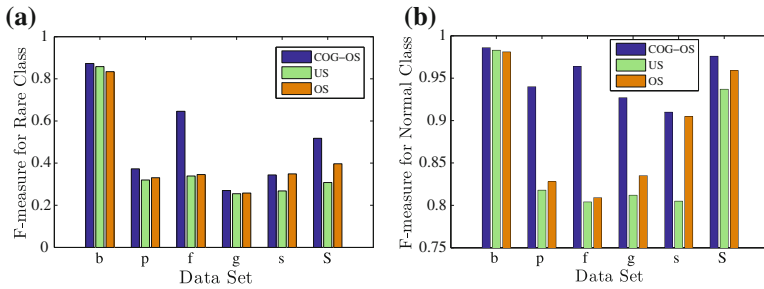 (a)
F-measure for Rare Class
1
0.8
0.6
0.4
0.2
0
COG-OS
US
OS
b p f g s S
Data Set
(b)
F-measure for Normal Class
1
0.95
0.9
0.85
0.8
0.75
COG-OS
US
OS
b p f g s S
Data Set